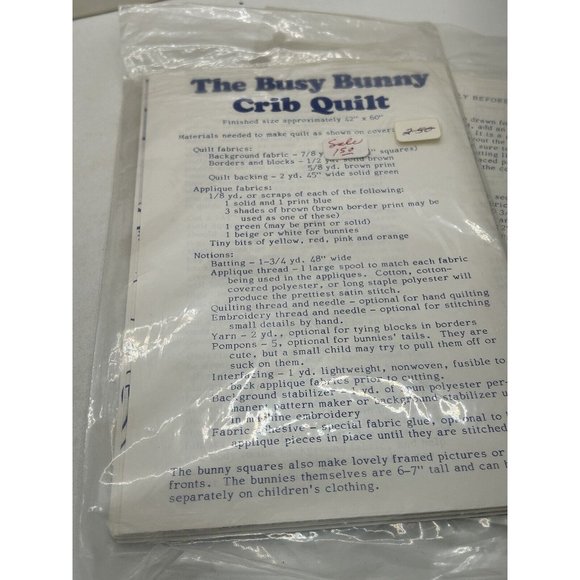 The Busy Bunny
Crib Quilt
Finished size approximately 42" x 60"
Materials needed to make quilt as shown on cover
2.50
Sale
1.50
Quilt fabrics:
Background fabric - 7/8 y " squares)
Borders and blocks - 1/2 yd. solid brown
5/8 yd. brown print
Quilt backing - 2 yd. 45" wide solid green
Applique fabrics:
1/8 yd. or scraps of each of the following:
1 solid and 1 print blue
3 shades of brown (brown border print may be
used as one of these)
1 green (may be print or solid)
1 beige or white for bunnies
Tiny bits of yellow, red, pink and orange
Notions:
Batting - 1-3/4 yd. 48" wide
Applique thread - 1 large spool to match each fabric
being used in the appliques. Cotton, cotton-
covered polyester, or long staple polyester will
produce the prettiest satin stitch.
Quilting thread and needle - optional for hand quilting
Embroidery thread and needle - optional for stitching
small details by hand.
Yarn - 2 yd., optional for tying blocks in borders
Pompons - 5, optional for bunnies' tails. They are
cute, but a small child may try to pull them off or
suck on them.
Interfacing - 1 yd. lightweight, nonwoven, fusible to
back applique fabrics prior to cutting.
Background stabilizer - yd. of spun polyester per-
manent pattern maker or background stabilizer u
in machine embroidery
Fabric adhesive - special fabric glue, optional to
applique pieces in place until they are stitched
The bunny squares also make lovely framed pictures or
fronts. The bunnies themselves are 6-7" tall and can b
separately on children's clothing.
Y BEFOR
drawn fo